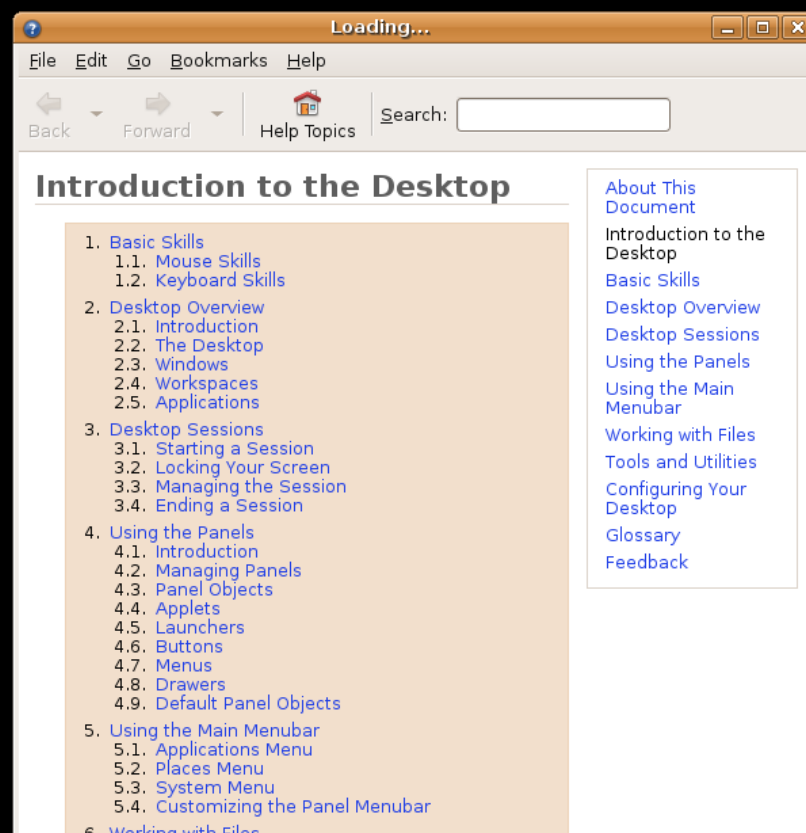 Loading...
File Edit Go Bookmarks Help
Back Forward Help Topics Search:
Introduction to the Desktop
1. Basic Skills
1.1. Mouse Skills
1.2. Keyboard Skills
2. Desktop Overview
2.1. Introduction
2.2. The Desktop
2.3. Windows
2.4. Workspaces
2.5. Applications
3. Desktop Sessions
3.1. Starting a Session
3.2. Locking Your Screen
3.3. Managing the Session
3.4. Ending a Session
4. Using the Panels
4.1. Introduction
4.2. Managing Panels
4.3. Panel Objects
4.4. Applets
4.5. Launchers
4.6. Buttons
4.7. Menus
4.8. Drawers
4.9. Default Panel Objects
5. Using the Main Menubar
5.1. Applications Menu
5.2. Places Menu
5.3. System Menu
5.4. Customizing the Panel Menubar
6. Working with Files
About This
Document
Introduction to the
Desktop
Basic Skills
Desktop Overview
Desktop Sessions
Using the Panels
Using the Main
Menubar
Working with Files
Tools and Utilities
Configuring Your
Desktop
Glossary
Feedback